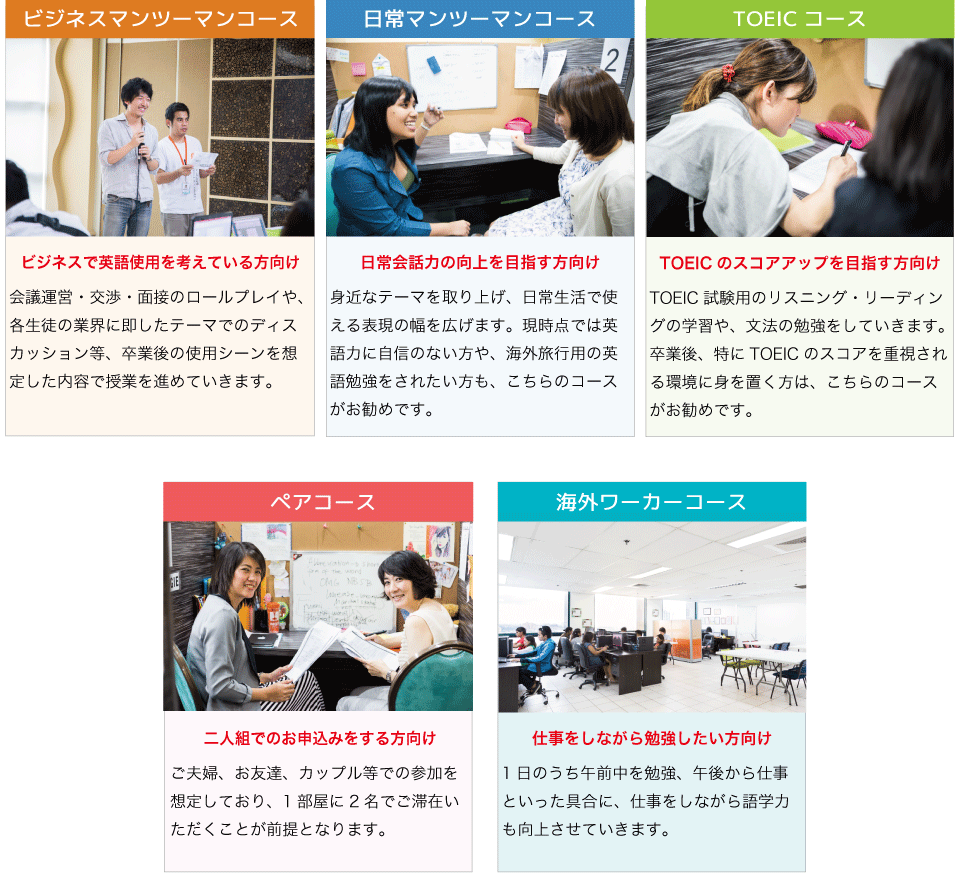 ビジネスマンツーマンコース
ビジネスで英語使用を考えている方向け
会議運営・交渉・面接のロールプレイや、
各生徒の業界に即したテーマでのディス
カッション等、卒業後の使用シーンを想
定した内容で授業を進めていきます。
日常マンツーマンコース
2
日常会話力の向上を目指す方向け
身近なテーマを取り上げ、日常生活で使
える表現の幅を広げます。現時点では英
語力に自信のない方や、海外旅行用の英
語勉強をされたい方も、こちらのコース
がお勧めです。
TOEIC コース
TOEIC のスコアアップを目指す方向け
TOEIC 試験用のリスニング・リーディン
グの学習や、文法の勉強をしていきます。
卒業後、特に TOEIC のスコアを重視され
る環境に身を置く方は、こちらのコース
がお勧めです。
ペアコース
二人組でのお申込みをする方向け
ご夫婦、お友達、カップル等での参加を
想定しており、1 部屋に 2 名でご滞在い
ただくことが前提となります。
海外ワーカーコース
仕事をしながら勉強したい方向け
1 日のうち午前中を勉強、午後から仕事
といった具合に、仕事をしながら語学力
も向上させていきます。